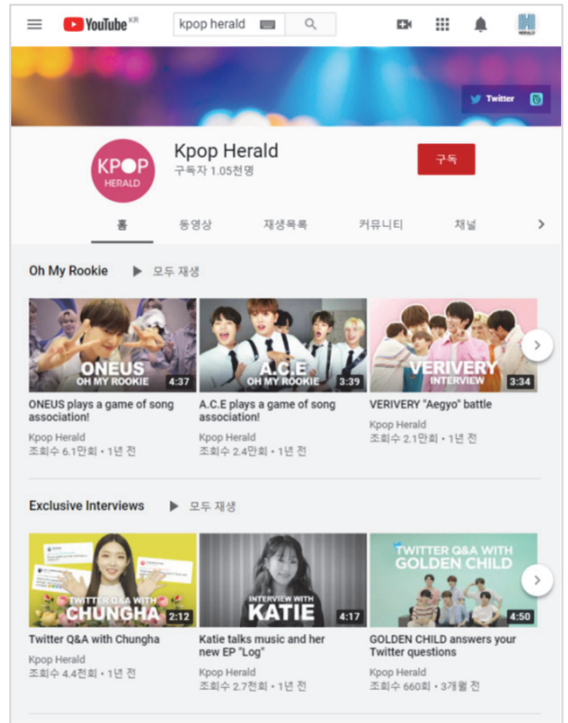 YouTube KR
kpop herald
HERALD
Twitter
KPOP
HERALD
Kpop Herald
구독자 1.05천명
구독
홈 동영상 재생목록 커뮤니티 채널
Oh My Rookie ▶ 모두 재생
ONEUS
OH MY ROOKIE
4:37
A.C.E
OH MY ROOKIE
3:39
VERIVERY
INTERVIEW
3:34
ONEUS plays a game of song
association!
Kpop Herald
조회수 6.1만회 • 1년 전
A.C.E plays a game of song
association!
Kpop Herald
조회수 2.4만회 • 1년 전
VERIVERY "Aegyo" battle
Kpop Herald
조회수 2.1만회 • 1년 전
Exclusive Interviews ▶ 모두 재생
TWITTER Q&A WITH
CHUNGHA
2:12
INTERVIEW WITH
KATIE
4:17
TWITTER Q&A WITH
GOLDEN CHILD
4:50
Twitter Q&A with Chungha
Kpop Herald
조회수 4.4천회 • 1년 전
Katie talks music and her
new EP "Log"
Kpop Herald
조회수 2.7천회 • 1년 전
GOLDEN CHILD answers your
Twitter questions
Kpop Herald
조회수 660회 • 3개월 전